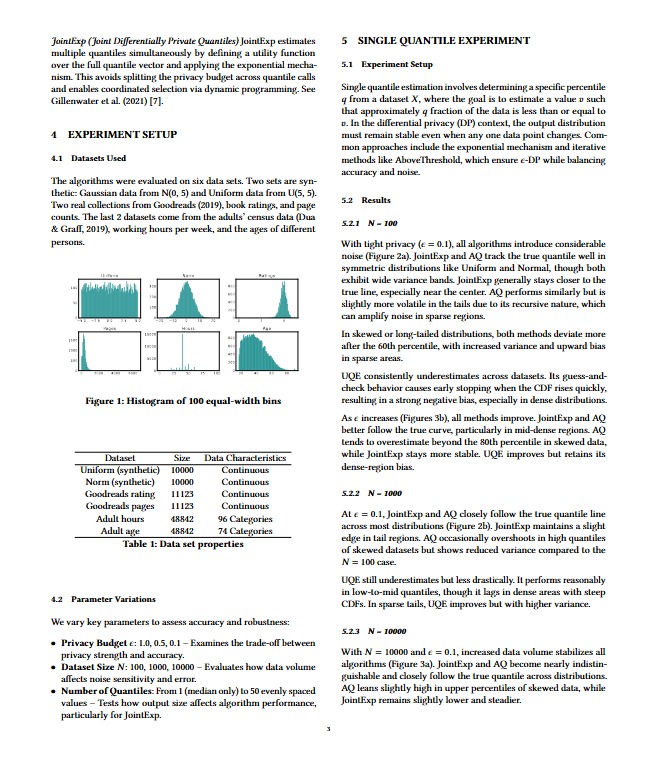 JointExp (Joint Differentially Private Quantiles) JointExp estimates
multiple quantiles simultaneously by defining a utility function
over the full quantile vector and applying the exponential mecha-
nism. This avoids splitting the privacy budget across quantile calls
and enables coordinated selection via dynamic programming. See
Gillenwater et al. (2021) [7].
4 EXPERIMENT SETUP
4.1 Datasets Used
The algorithms were evaluated on six data sets. Two sets are syn-
thetic: Gaussian data from N(0, 5) and Uniform data from U(5, 5).
Two real collections from Goodreads (2019), book ratings, and page
counts. The last 2 datasets come from the adults' census data (Dua
& Graff, 2019), working hours per week, and the ages of different
persons.
Uniform Norm Ratings
Pages Hours Age
Figure 1: Histogram of 100 equal-width bins
Dataset Size Data Characteristics
Uniform (synthetic) 10000 Continuous
Norm (synthetic) 10000 Continuous
Goodreads rating 11123 Continuous
Goodreads pages 11123 Continuous
Adult hours 48842 96 Categories
Adult age 48842 74 Categories
Table 1: Data set properties
4.2 Parameter Variations
We vary key parameters to assess accuracy and robustness:
• Privacy Budget ϵ: 1.0, 0.5, 0.1 – Examines the trade-off between
privacy strength and accuracy.
• Dataset Size N: 100, 1000, 10000 – Evaluates how data volume
affects noise sensitivity and error.
• Number of Quantiles: From 1 (median only) to 50 evenly spaced
values – Tests how output size affects algorithm performance,
particularly for JointExp.
5 SINGLE QUANTILE EXPERIMENT
5.1 Experiment Setup
Single quantile estimation involves determining a specific percentile
q from a dataset X, where the goal is to estimate a value v such
that approximately q fraction of the data is less than or equal to
v. In the differential privacy (DP) context, the output distribution
must remain stable even when any one data point changes. Com-
mon approaches include the exponential mechanism and iterative
methods like AboveThreshold, which ensure ϵ-DP while balancing
accuracy and noise.
5.2 Results
5.2.1 N = 100
With tight privacy (ϵ = 0.1), all algorithms introduce considerable
noise (Figure 2a). JointExp and AQ track the true quantile well in
symmetric distributions like Uniform and Normal, though both
exhibit wide variance bands. JointExp generally stays closer to the
true line, especially near the center. AQ performs similarly but is
slightly more volatile in the tails due to its recursive nature, which
can amplify noise in sparse regions.
In skewed or long-tailed distributions, both methods deviate more
after the 60th percentile, with increased variance and upward bias
in sparse areas.
UQE consistently underestimates across datasets. Its guess-and-
check behavior causes early stopping when the CDF rises quickly,
resulting in a strong negative bias, especially in dense distributions.
As ϵ increases (Figures 3b), all methods improve. JointExp and AQ
better follow the true curve, particularly in mid-dense regions. AQ
tends to overestimate beyond the 80th percentile in skewed data,
while JointExp stays more stable. UQE improves but retains its
dense-region bias.
5.2.2 N = 1000
At ϵ = 0.1, JointExp and AQ closely follow the true quantile line
across most distributions (Figure 2b). JointExp maintains a slight
edge in tail regions. AQ occasionally overshoots in high quantiles
of skewed datasets but shows reduced variance compared to the
N = 100 case.
UQE still underestimates but less drastically. It performs reasonably
in low-to-mid quantiles, though it lags in dense areas with steep
CDFs. In sparse tails, UQE improves but with higher variance.
5.2.3 N = 10000
With N = 10000 and ϵ = 0.1, increased data volume stabilizes all
algorithms (Figure 3a). JointExp and AQ become nearly indistin-
guishable and closely follow the true quantile across distributions.
AQ leans slightly high in upper percentiles of skewed data, while
JointExp remains slightly lower and steadier.
3